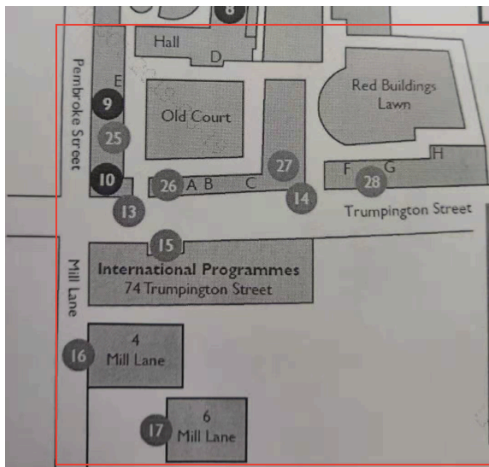 8
Hall
D
Pembroke Street
E
9
25
10
Old Court
Red Buildings
Lawn
27
26
A
B
C
F
G
H
28
13
14
Trumpington Street
15
International Programmes
74 Trumpington Street
Mill Lane
16
4
Mill Lane
17
6
Mill Lane